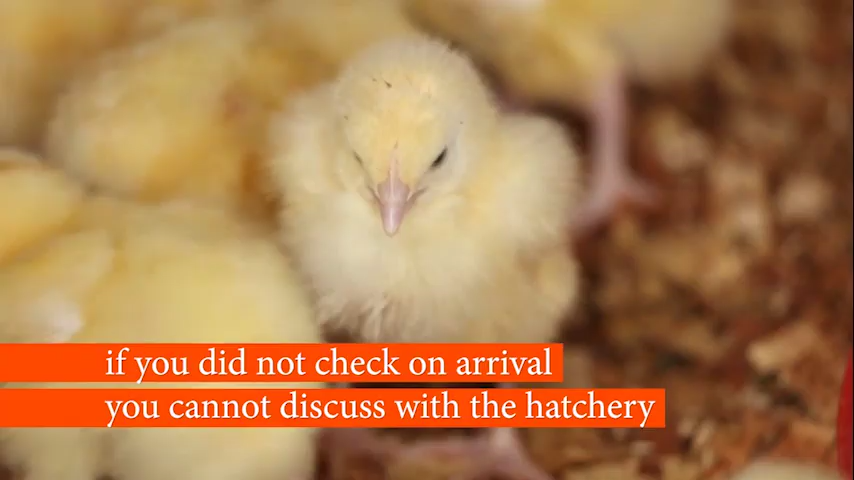 if you did not check on arrival
you cannot discuss with the hatchery